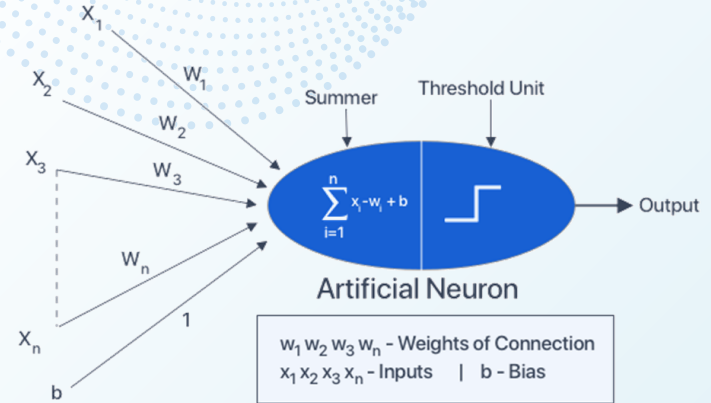 X1
X2
X3
Xn
b
W1
W2
W3
Wn
1
Summer
Threshold Unit
n
∑ xi-wi + b
i=1
Output
Artificial Neuron
w1 w2 w3 wn - Weights of Connection
x1 x2 x3 xn - Inputs | b - Bias